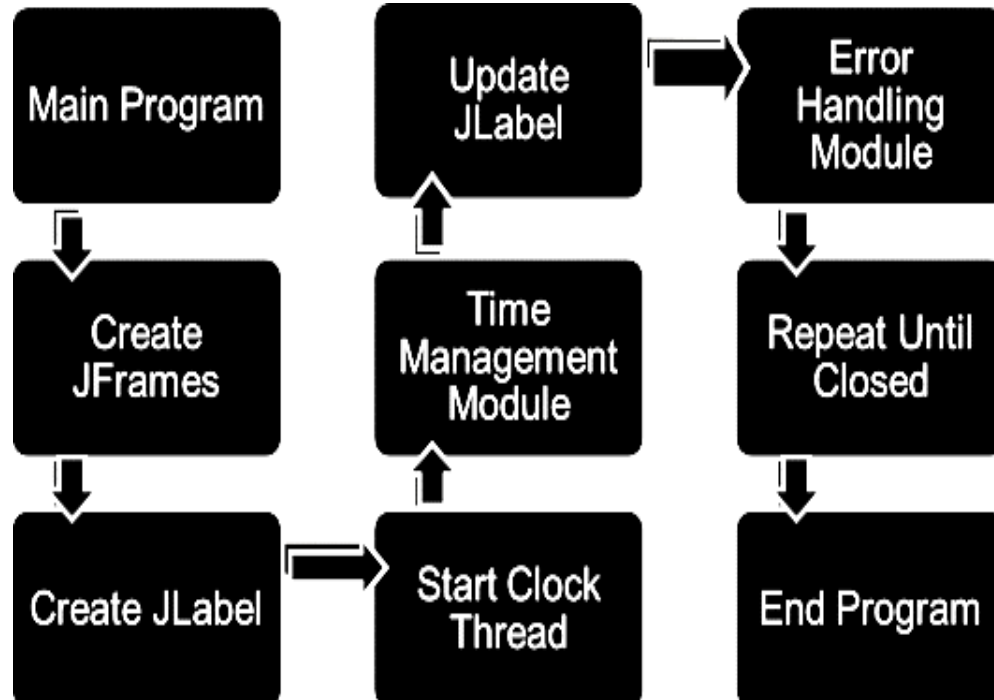 Main Program
Create
JFrames
Create JLabel
Start Clock
Thread
Time
Management
Module
Update
JLabel
Error
Handling
Module
Repeat Until
Closed
End Program